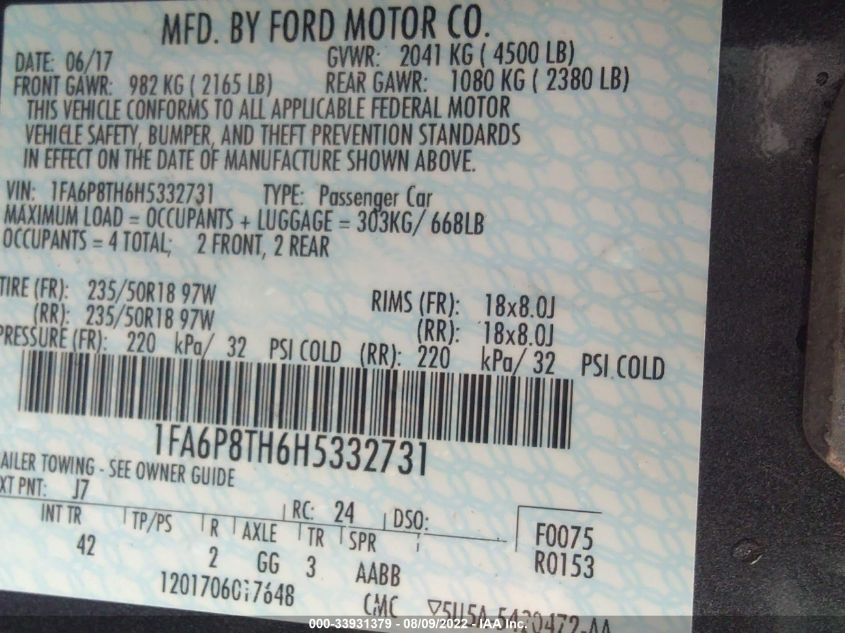 MFD. BY FORD MOTOR CO.
DATE: 06/17 GVWR: 2041 KG ( 4500 LB)
FRONT GAWR: 982 KG ( 2165 LB) REAR GAWR: 1080 KG ( 2380 LB)
THIS VEHICLE CONFORMS TO ALL APPLICABLE FEDERAL MOTOR
VEHICLE SAFETY, BUMPER, AND THEFT PREVENTION STANDARDS
IN EFFECT ON THE DATE OF MANUFACTURE SHOWN ABOVE.
VIN: 1FA6P8TH6H5332731 TYPE: Passenger Car
MAXIMUM LOAD = OCCUPANTS + LUGGAGE = 303KG/ 668LB
OCCUPANTS = 4 TOTAL; 2 FRONT, 2 REAR
TIRE (FR): 235/50R18 97W RIMS (FR): 18x8.0J
(RR): 235/50R18 97W (RR): 18x8.0J
PRESSURE (FR): 220 kPa/ 32 PSI COLD (RR): 220 kPa/ 32 PSI COLD
1FA6P8TH6H5332731
AILER TOWING - SEE OWNER GUIDE
XT PNT: J7 RC: 24 DSO:
INT TR TP/PS R AXLE TR SPR F0075
42 2 GG 3 AABB R0153
CMC
000-33931379 - 08/09/2022 - IAA Inc.